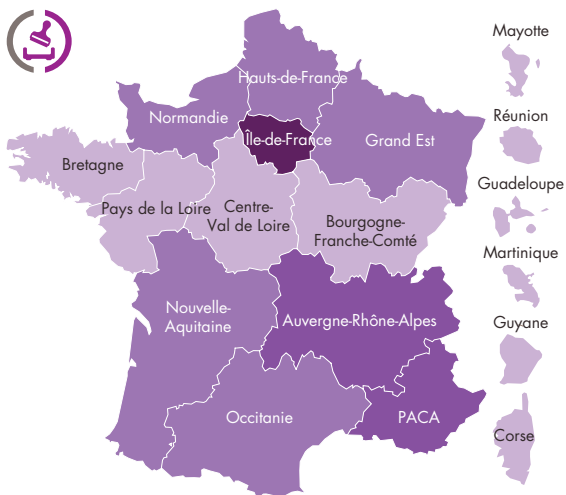 Mayotte
Hauts-de-France
Normandie
Réunion
Île-de-France
Grand Est
Bretagne
Guadeloupe
Pays de la Loire
Centre-
Val de Loire
Bourgogne-
Franche-Comté
Martinique
Nouvelle-
Aquitaine
Auvergne-Rhône-Alpes
Guyane
Occitanie
PACA
Corse